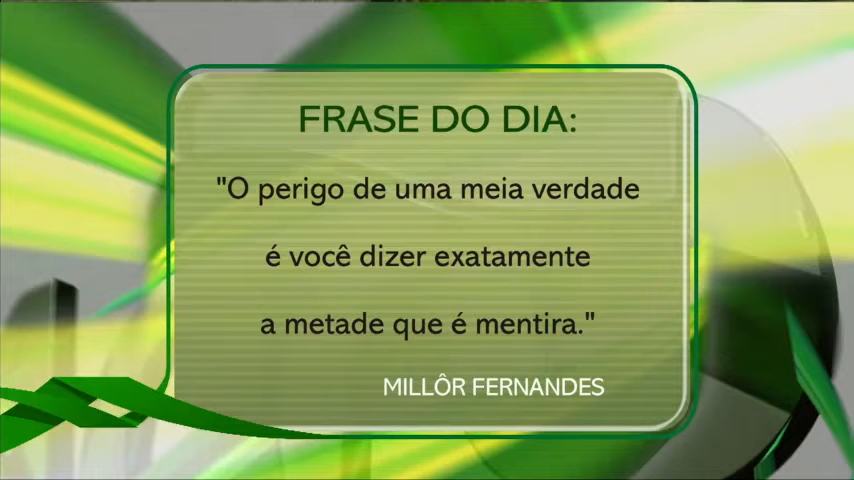 FRASE DO DIA:
"O perigo de uma meia verdade
é você dizer exatamente
a metade que é mentira."
MILLÔR FERNANDES